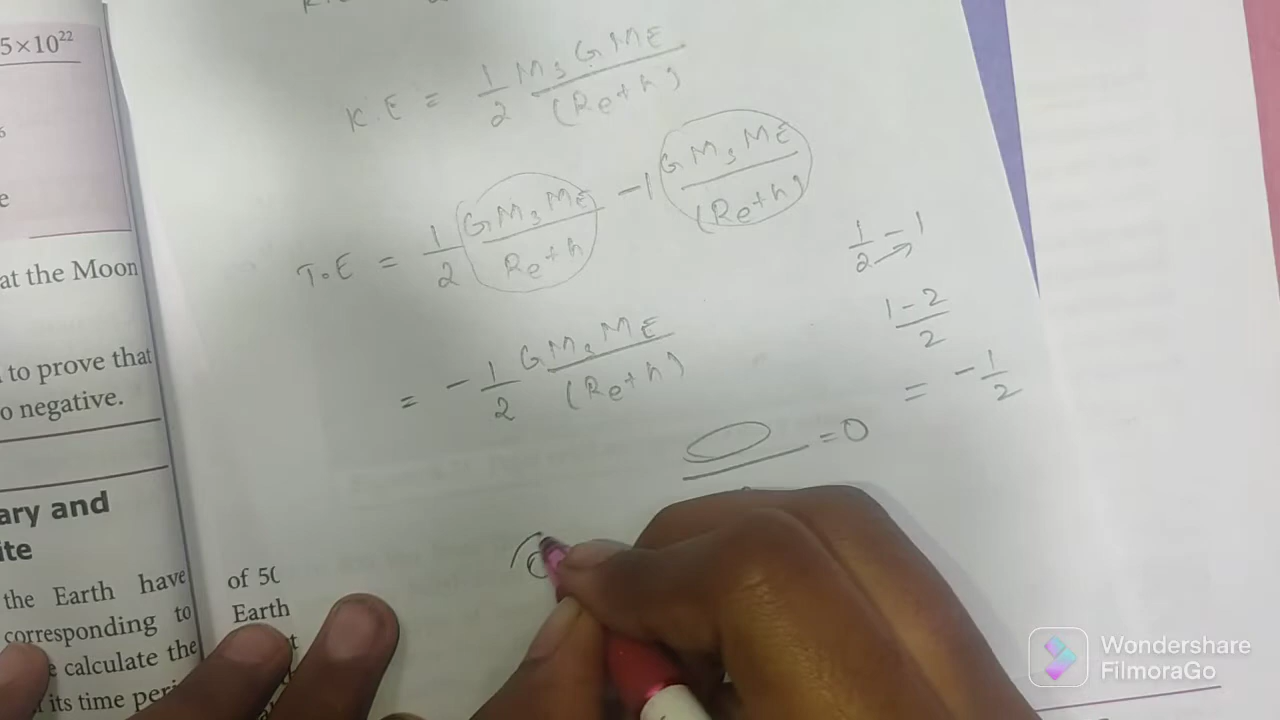 5×10²²
e
at the Moon
to prove that
o negative.
ary and
ite
the Earth have
corresponding to
e calculate the
its time peri
of 50
Earth
t
K.E = 1/2 Ms GME/(Re+h)
T.E = 1/2 GMsME/Re+h -1 GMsME/(Re+h)
= -1/2 GMsME/(Re+h)
1/2 - 1
1-2/2
= -1/2
= 0
Wondershare
FilmoraGo